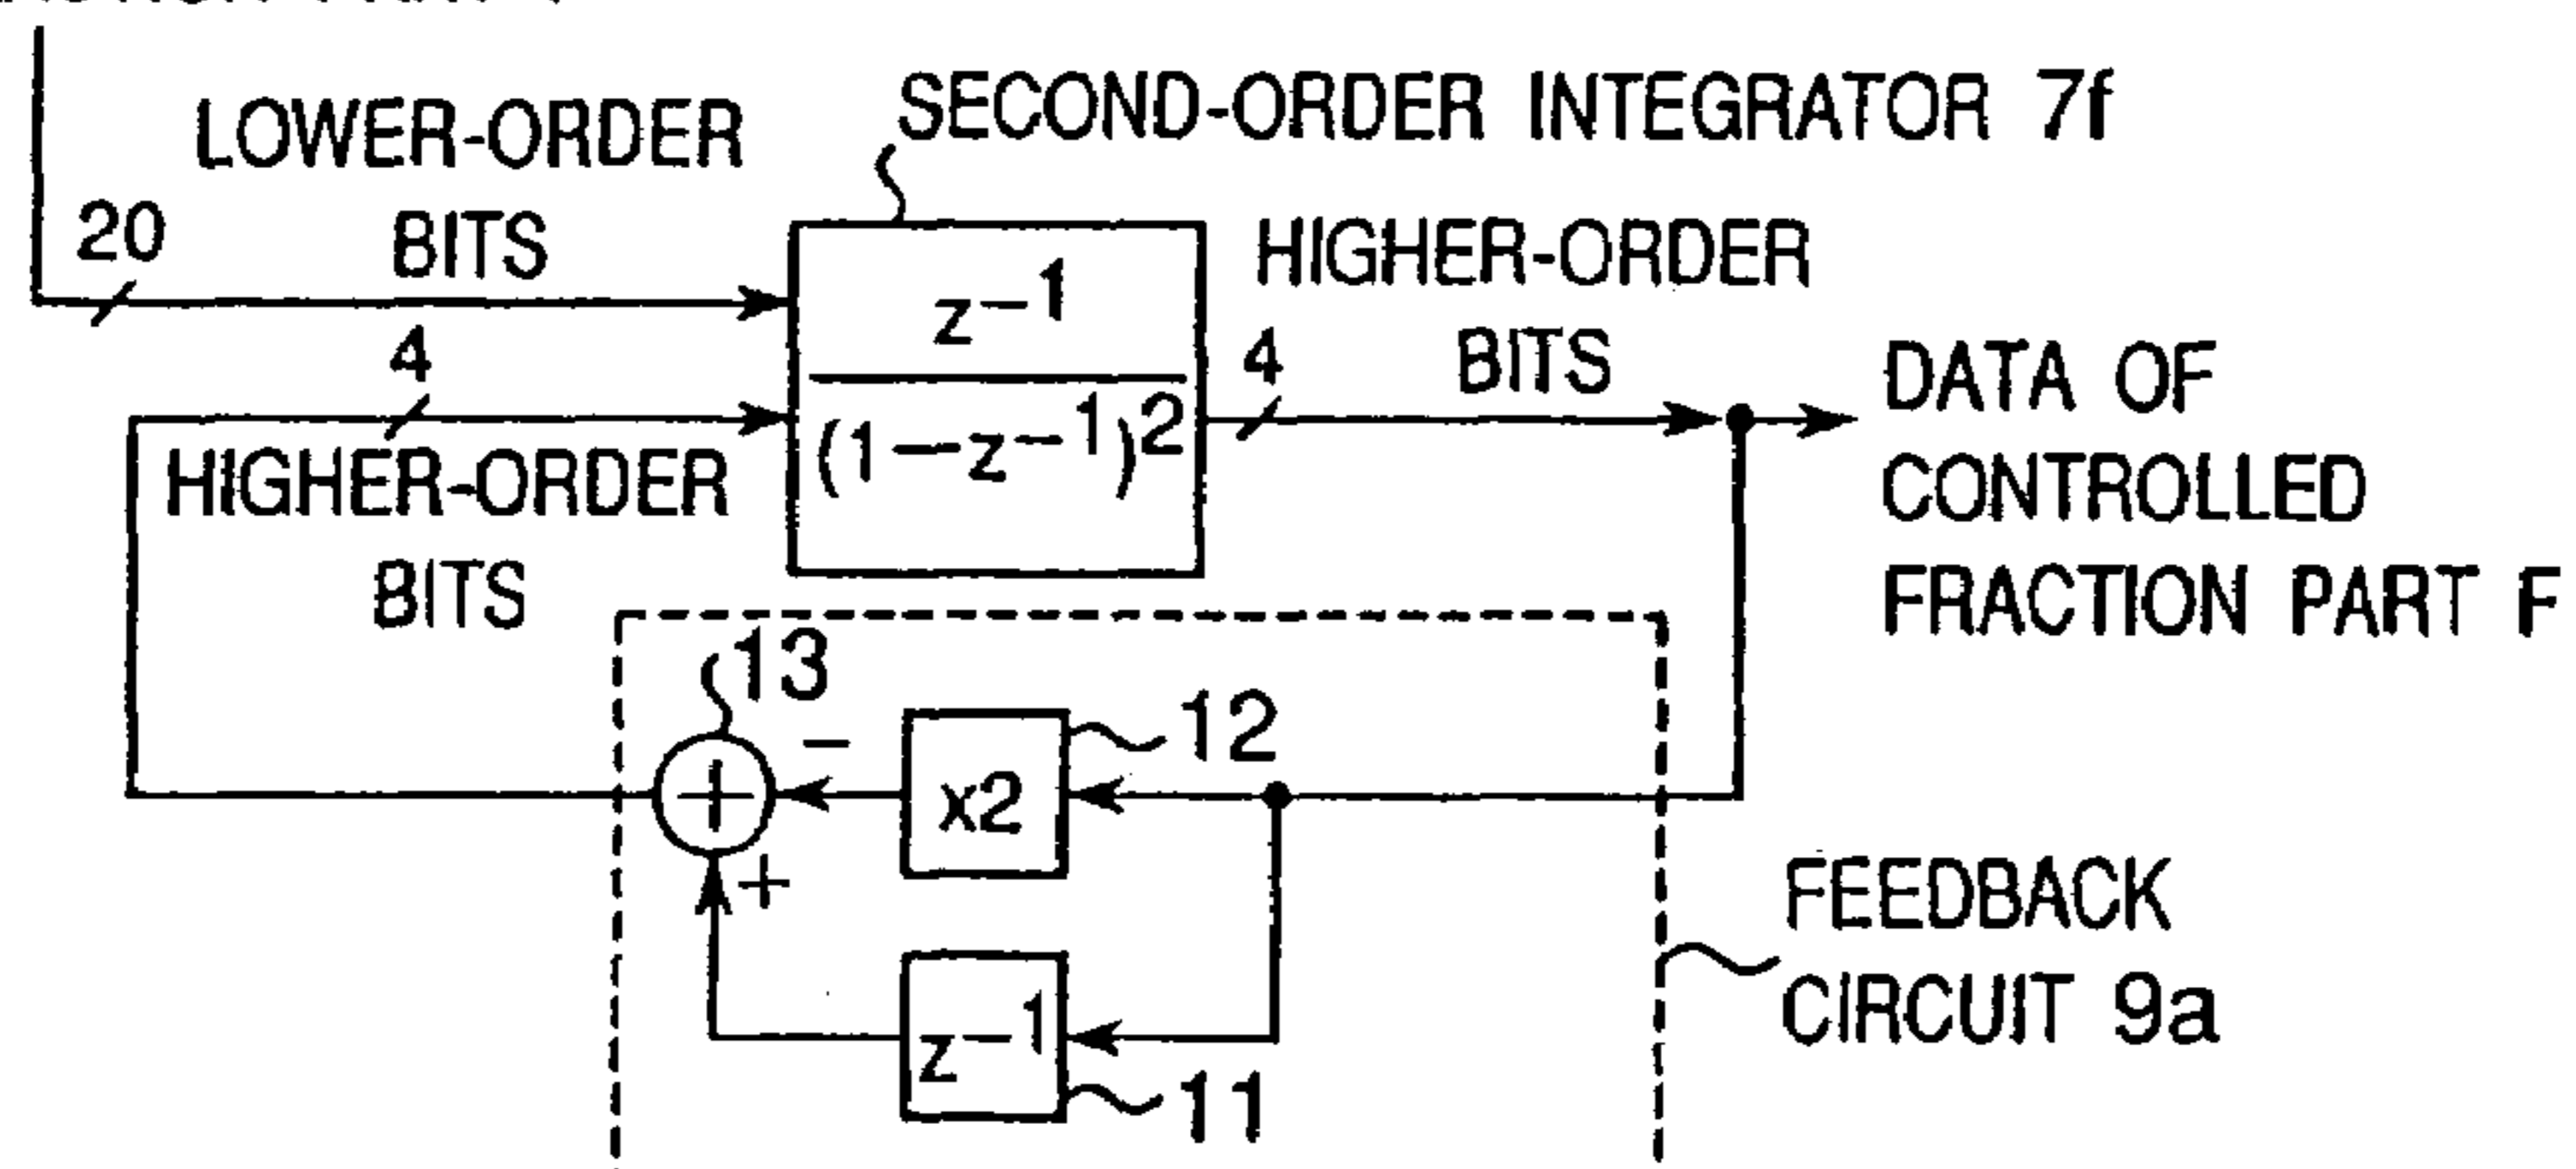 LOWER-ORDER
BITS
20
SECOND-ORDER INTEGRATOR 7f
z−1
(1−z−1)2
HIGHER-ORDER
BITS
4
DATA OF
CONTROLLED
FRACTION PART F
4
HIGHER-ORDER
BITS
13
−
+
+
x2
12
z−1
11
FEEDBACK
CIRCUIT 9a